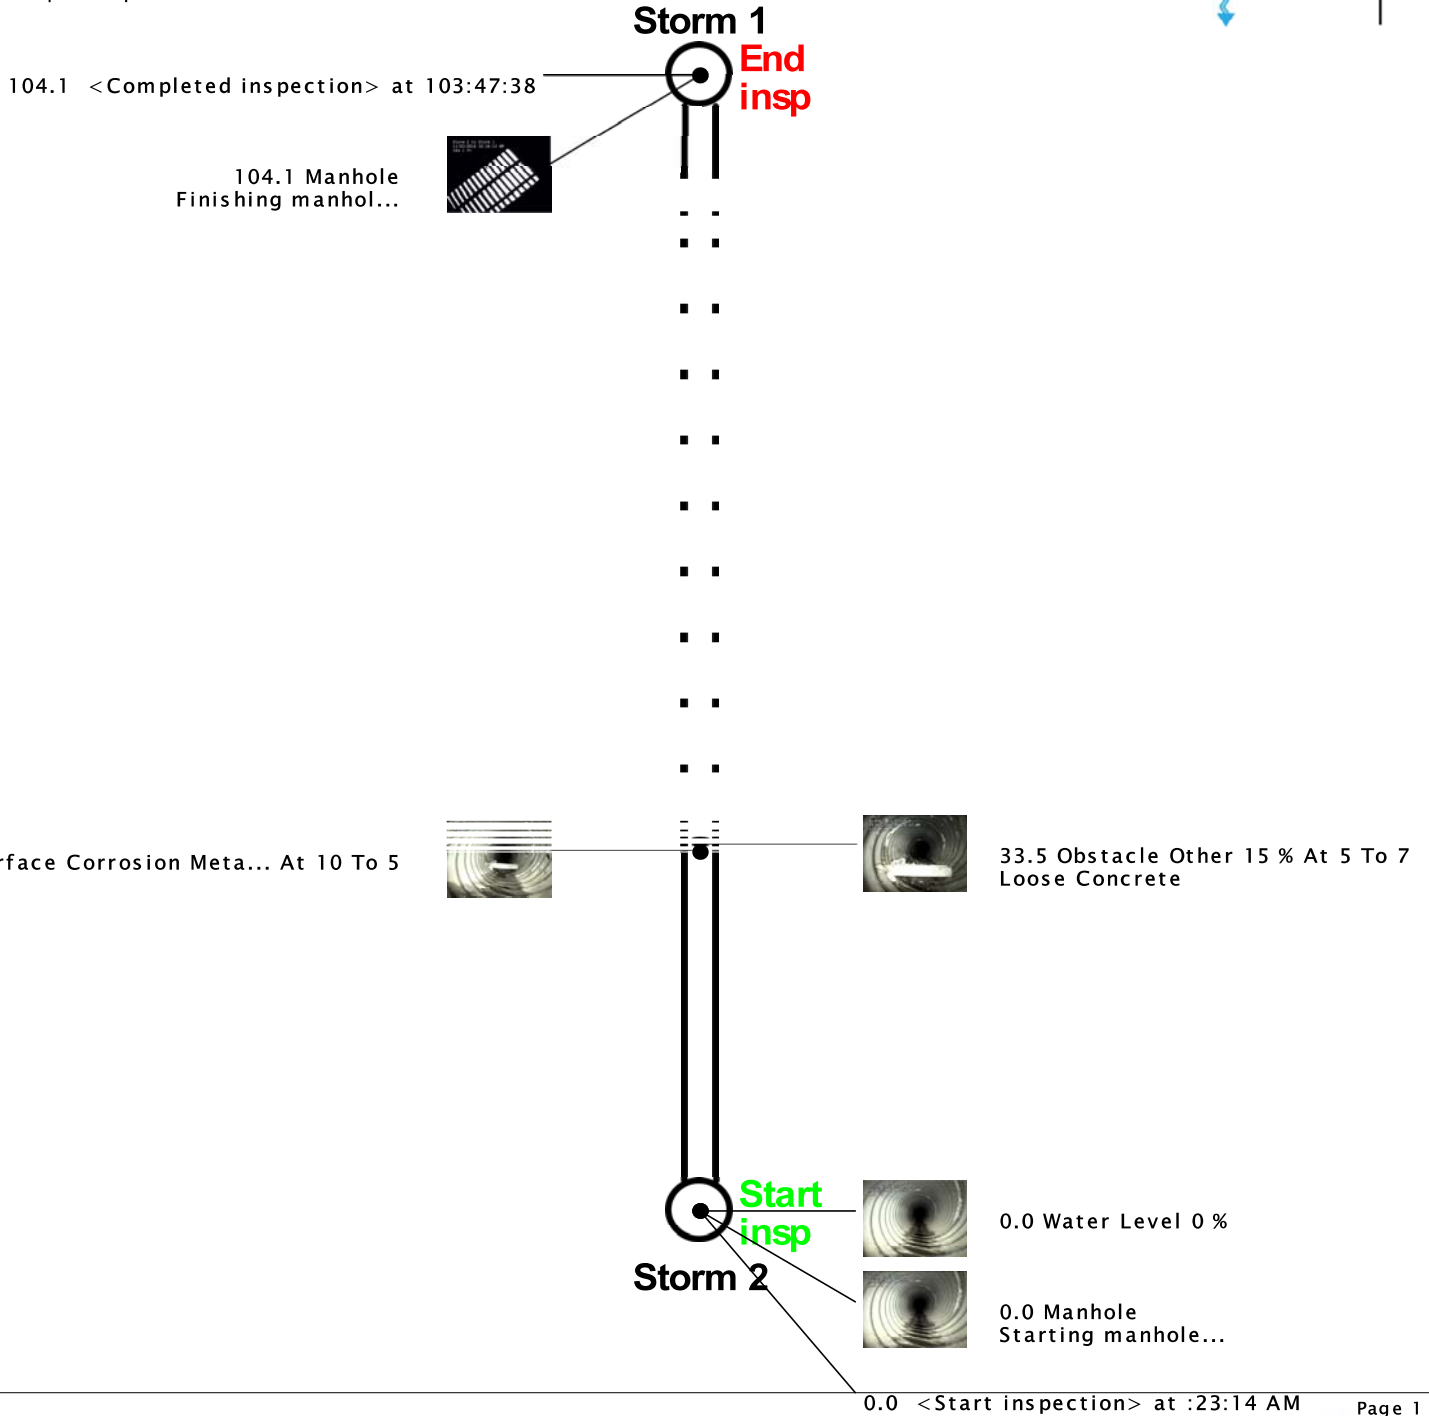 Storm 1
End
insp
104.1 <Completed inspection> at 103:47:38
104.1 Manhole
Finishing manhol...
rface Corrosion Meta... At 10 To 5
33.5 Obstacle Other 15 % At 5 To 7
Loose Concrete
Start
insp
0.0 Water Level 0 %
Storm 2
0.0 Manhole
Starting manhole...
0.0 <Start inspection> at :23:14 AM
Page 1